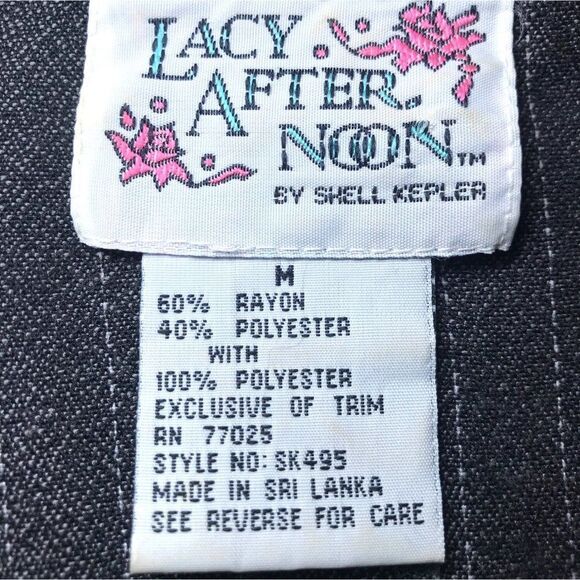 LACY
AFTER.
NOON™
BY SHELL KEPLER
M
60% RAYON
40% POLYESTER
WITH
100% POLYESTER
EXCLUSIVE OF TRIM
RN 77025
STYLE NO: SK495
MADE IN SRI LANKA
SEE REVERSE FOR CARE